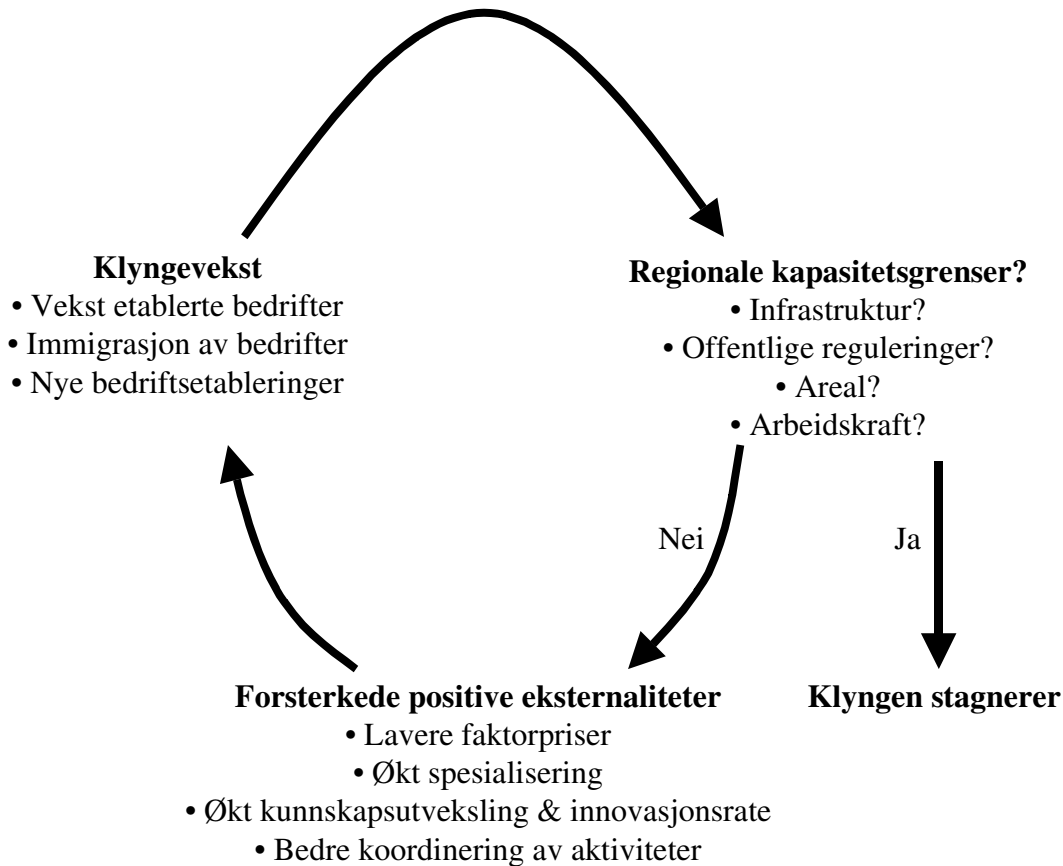 Klyngevekst
• Vekst etablerte bedrifter
• Immigrasjon av bedrifter
• Nye bedriftsetableringer
Regionale kapasitetsgrenser?
• Infrastruktur?
• Offentlige reguleringer?
• Areal?
• Arbeidskraft?
Nei
Ja
Forsterkede positive eksternaliteter
• Lavere faktorpriser
• Økt spesialisering
• Økt kunnskapsutveksling & innovasjonsrate
• Bedre koordinering av aktiviteter
Klyngen stagnerer